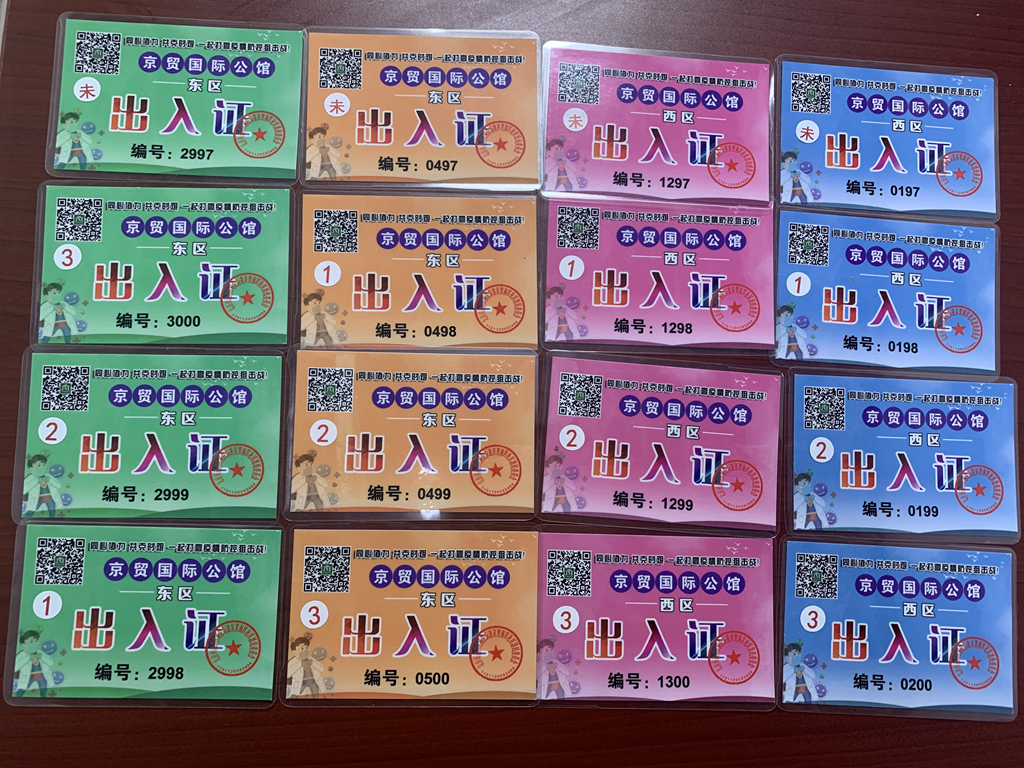 同心协力 共克时艰 一起打赢疫情防控阻击战!
京贸国际公馆
东区
未
出入证
编号：2997
同心协力 共克时艰 一起打赢疫情防控阻击战!
京贸国际公馆
东区
未
出入证
编号：0497
同心协力 共克时艰 一起打赢疫情防控阻击战!
京贸国际公馆
西区
未
出入证
编号：1297
同心协力 共克时艰 一起打赢疫情防控阻击战!
京贸国际公馆
西区
未
出入证
编号：0197
同心协力 共克时艰 一起打赢疫情防控阻击战!
京贸国际公馆
东区
3
出入证
编号：3000
同心协力 共克时艰 一起打赢疫情防控阻击战!
京贸国际公馆
东区
1
出入证
编号：0498
同心协力 共克时艰 一起打赢疫情防控阻击战!
京贸国际公馆
西区
1
出入证
编号：1298
同心协力 共克时艰 一起打赢疫情防控阻击战!
京贸国际公馆
西区
1
出入证
编号：0198
同心协力 共克时艰 一起打赢疫情防控阻击战!
京贸国际公馆
东区
2
出入证
编号：2999
同心协力 共克时艰 一起打赢疫情防控阻击战!
京贸国际公馆
东区
2
出入证
编号：0499
同心协力 共克时艰 一起打赢疫情防控阻击战!
京贸国际公馆
西区
2
出入证
编号：1299
同心协力 共克时艰 一起打赢疫情防控阻击战!
京贸国际公馆
西区
2
出入证
编号：0199
同心协力 共克时艰 一起打赢疫情防控阻击战!
京贸国际公馆
东区
1
出入证
编号：2998
同心协力 共克时艰 一起打赢疫情防控阻击战!
京贸国际公馆
东区
3
出入证
编号：0500
同心协力 共克时艰 一起打赢疫情防控阻击战!
京贸国际公馆
西区
3
出入证
编号：1300
同心协力 共克时艰 一起打赢疫情防控阻击战!
京贸国际公馆
西区
3
出入证
编号：0200